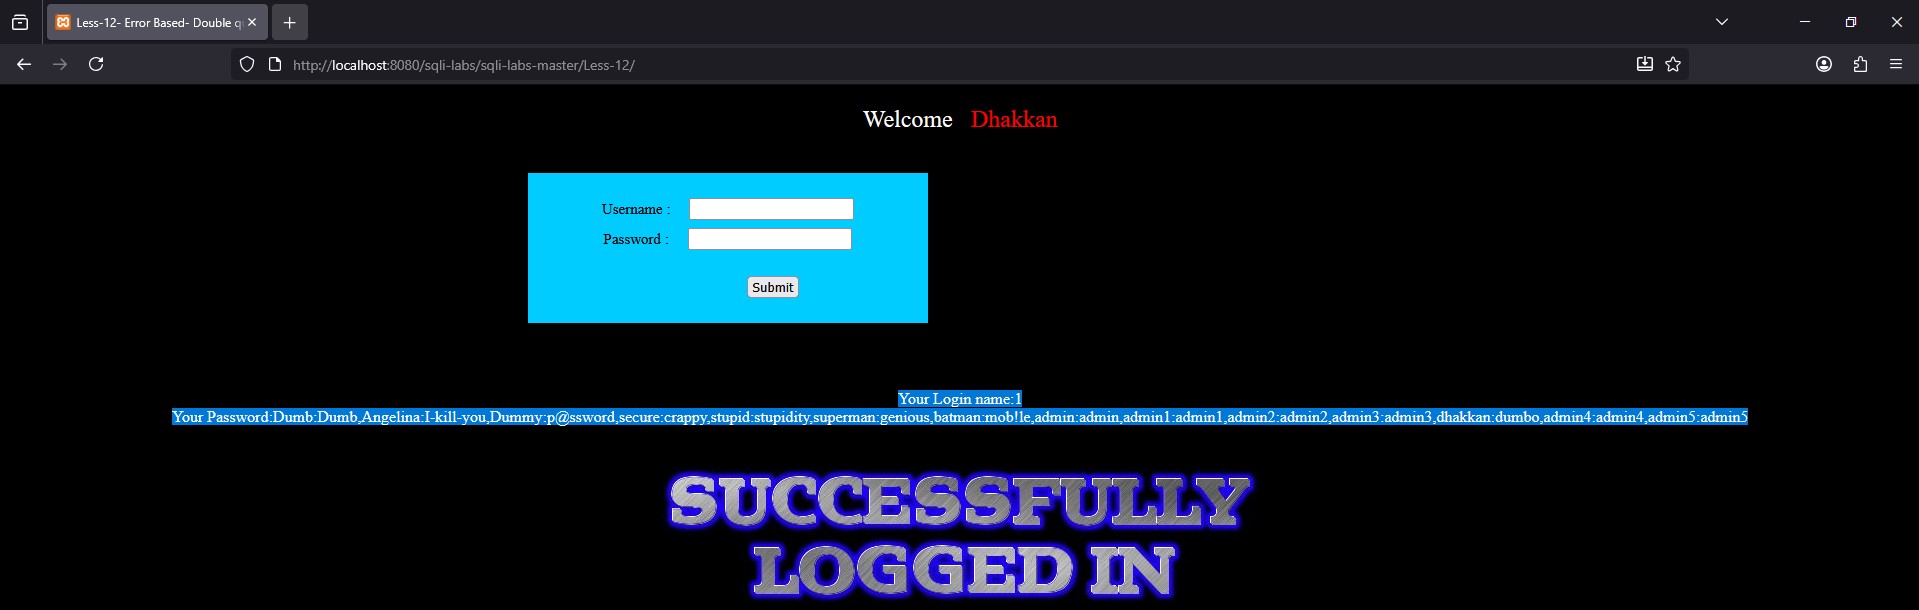 Less-12- Error Based- Double q
http://localhost:8080/sqli-labs/sqli-labs-master/Less-12/
Welcome Dhakkan
Username :
Password :
Submit
Your Login name:1
Your Password:Dumb:Dumb,Angelina:I-kill-you,Dummy:p@ssword,secure:crappy,stupid:stupidity,superman:genious,batman:mob!le,admin:admin,admin1:admin1,admin2:admin2,admin3:admin3,dhakkan:dumbo,admin4:admin4,admin5:admin5
SUCCESSFULLY
LOGGED IN